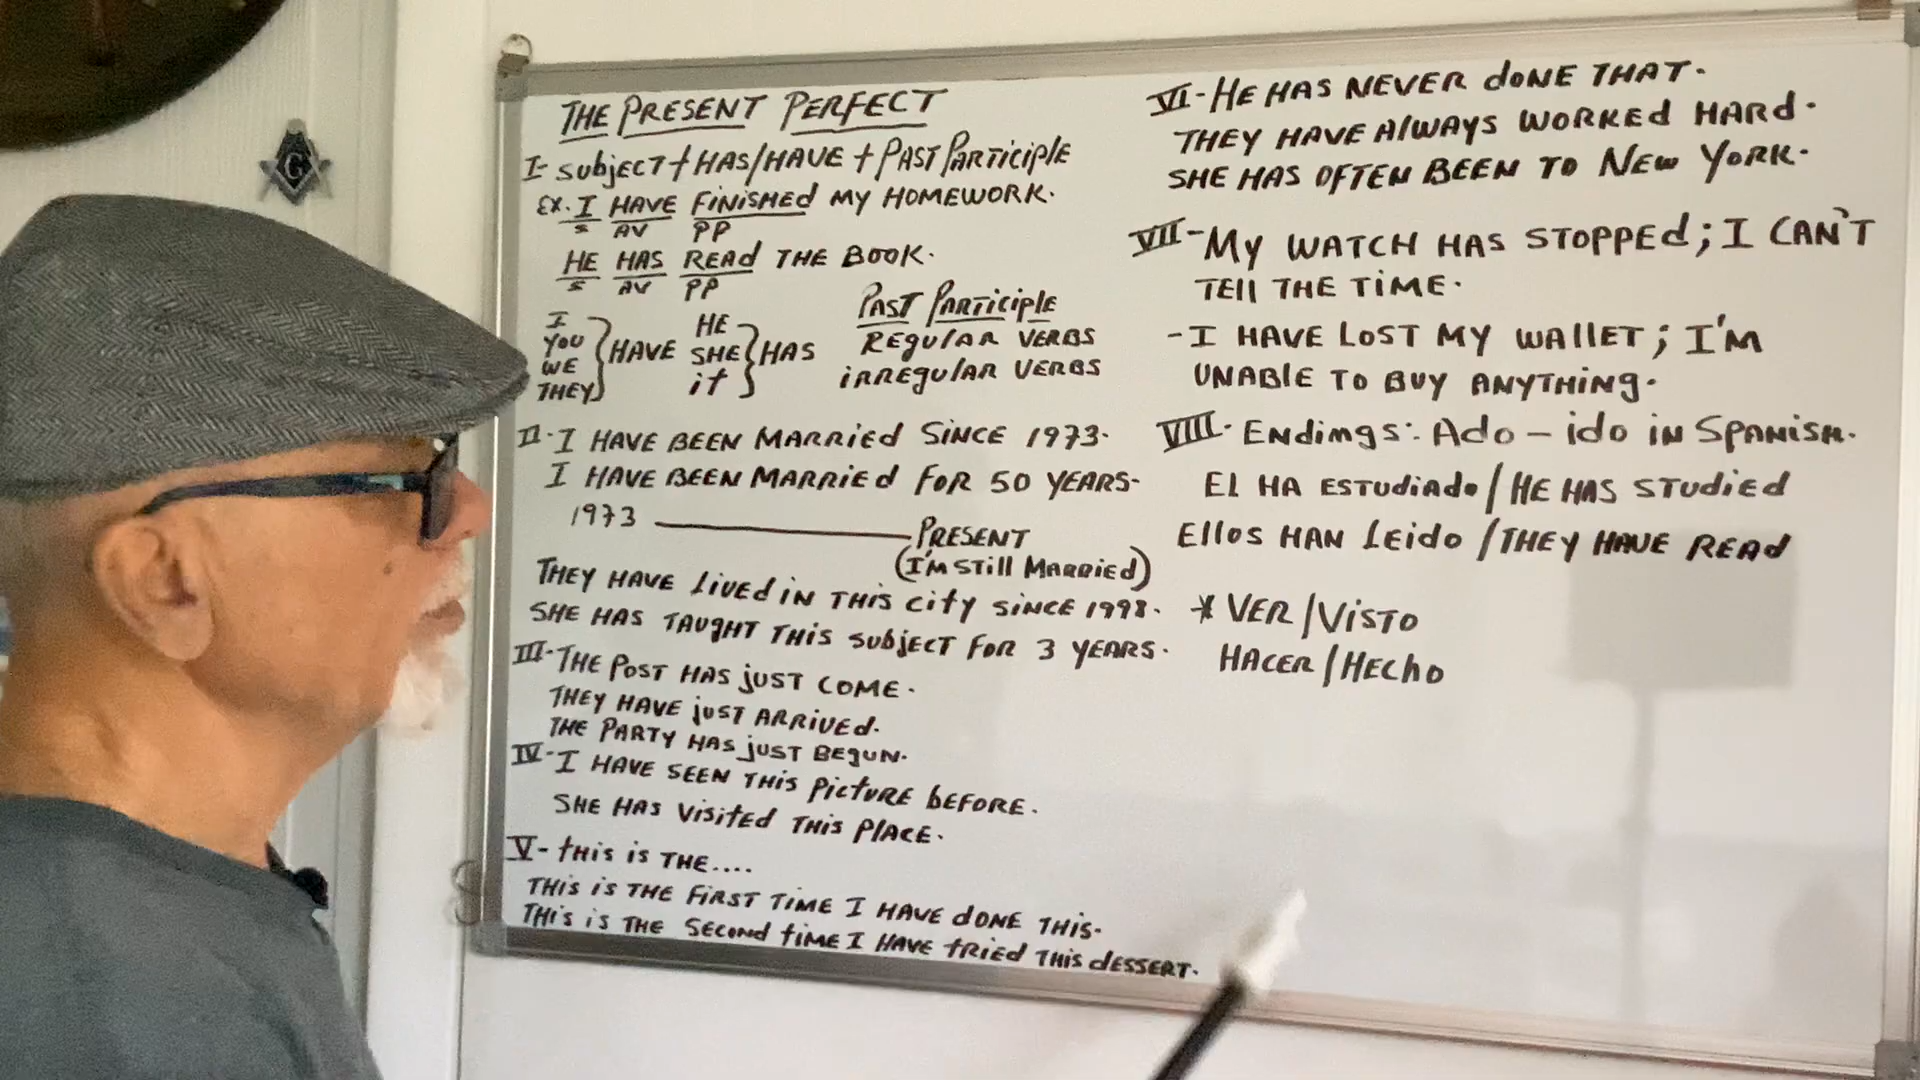 THE PRESENT PERFECT
I- SUBJECT + HAS/HAVE + PAST PARTICIPLE
EX. I HAVE FINISHED MY HOMEWORK.
S AV PP
HE HAS READ THE BOOK.
S AV PP
I
YOU
WE
THEY
HAVE
HE
SHE
IT
HAS
PAST PARTICIPLE
REGULAR VERBS
IRREGULAR VERBS
II- I HAVE BEEN MARRIED SINCE 1973.
I HAVE BEEN MARRIED FOR 50 YEARS-
1973 PRESENT
(I'M STILL MARRIED)
THEY HAVE LIVED IN THIS CITY SINCE 1998.
SHE HAS TAUGHT THIS SUBJECT FOR 3 YEARS.
III- THE POST HAS JUST COME.
THEY HAVE JUST ARRIVED.
THE PARTY HAS JUST BEGUN.
IV- I HAVE SEEN THIS PICTURE BEFORE.
SHE HAS VISITED THIS PLACE.
V- THIS IS THE....
THIS IS THE FIRST TIME I HAVE DONE THIS.
THIS IS THE SECOND TIME I HAVE TRIED THIS DESSERT.
VI- HE HAS NEVER DONE THAT.
THEY HAVE ALWAYS WORKED HARD.
SHE HAS OFTEN BEEN TO NEW YORK.
VII- MY WATCH HAS STOPPED; I CAN'T
TELL THE TIME.
- I HAVE LOST MY WALLET; I'M
UNABLE TO BUY ANYTHING.
VIII. ENDINGS: ADO - IDO IN SPANISH.
EL HA ESTUDIADO / HE HAS STUDIED
ELLOS HAN LEIDO / THEY HAVE READ
* VER / VISTO
HACER / HECHO
G